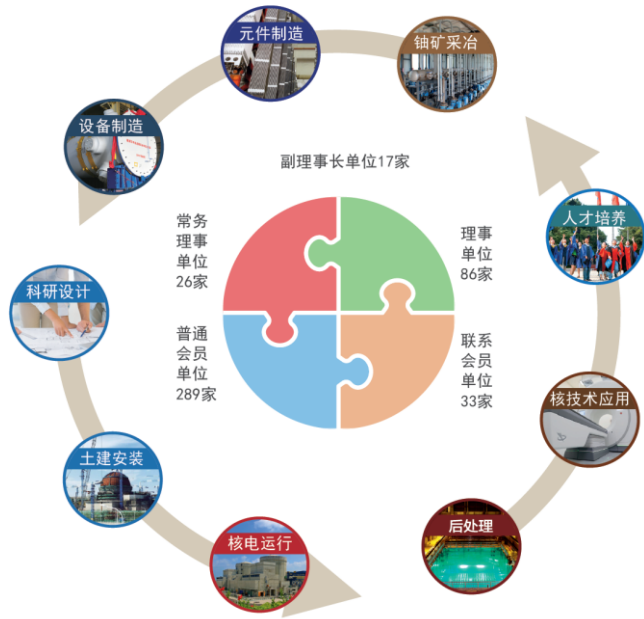 元件制造
铀矿采冶
设备制造
副理事长单位17家
常务
理事
单位
26家
理事
单位
86家
人才培养
科研设计
普通
会员
单位
289家
联系
会员
单位
33家
核技术应用
土建安装
后处理
核电运行